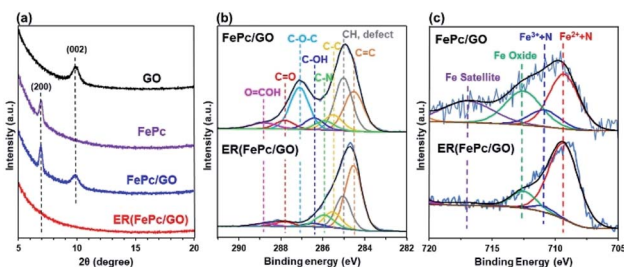 (a)
(002)
GO
(200)
FePc
FePc/GO
ER(FePc/GO)
Intensity (a.u.)
5
10
15
20
2θ (degree)
(b)
FePc/GO
CH, defect
C-O-C
C-C
C-OH
C=C
C=O
C-N
O=COH
ER(FePc/GO)
Intensity (a.u.)
290
288
286
284
282
Binding energy (eV)
(c)
FePc/GO
Fe³⁺+N
Fe²⁺+N
Fe Oxide
Fe Satellite
ER(FePc/GO)
Intensity (a.u.)
720
715
710
705
Binding energy (eV)